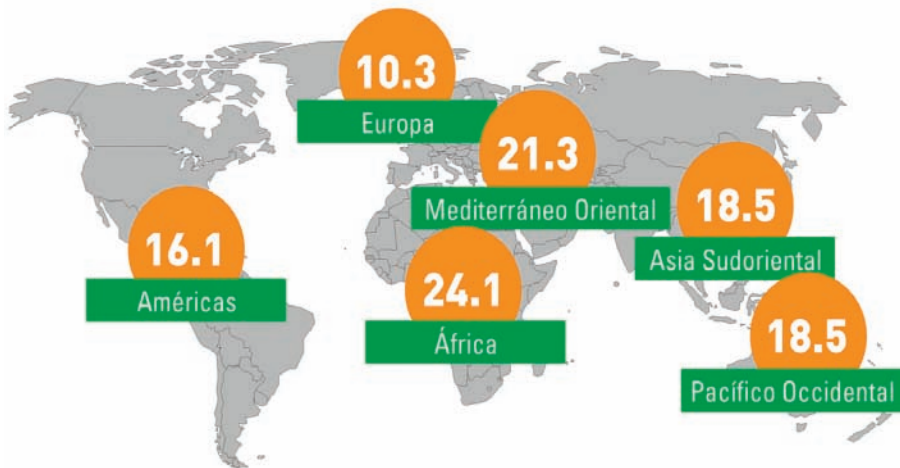 10.3
Europa
21.3
Mediterráneo Oriental
18.5
Asia Sudoriental
16.1
Américas
24.1
África
18.5
Pacífico Occidental